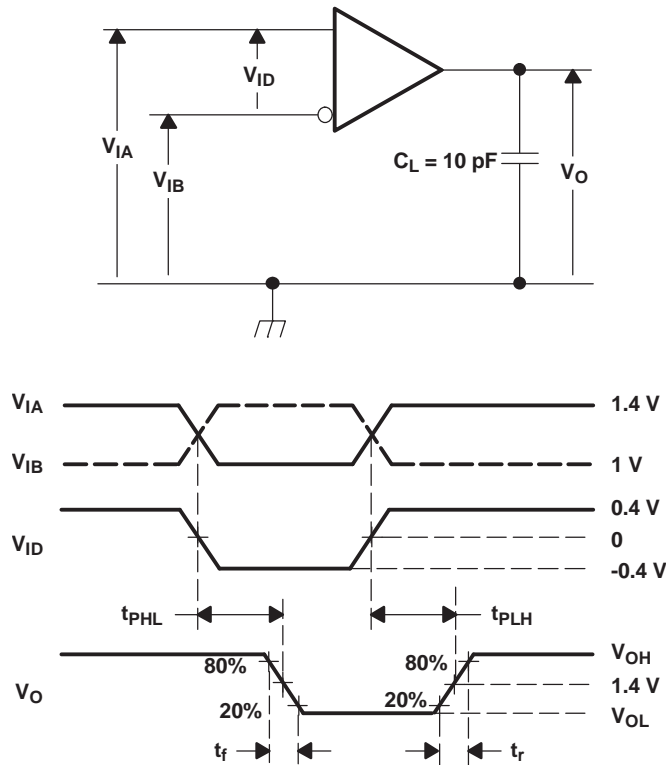 V_ID
V_IA
V_IB
C_L = 10 pF
V_O
V_IA
1.4 V
V_IB
1 V
0.4 V
V_ID
0
-0.4 V
t_PHL
t_PLH
V_OH
80%
80%
V_O
1.4 V
20%
20%
V_OL
t_f
t_r